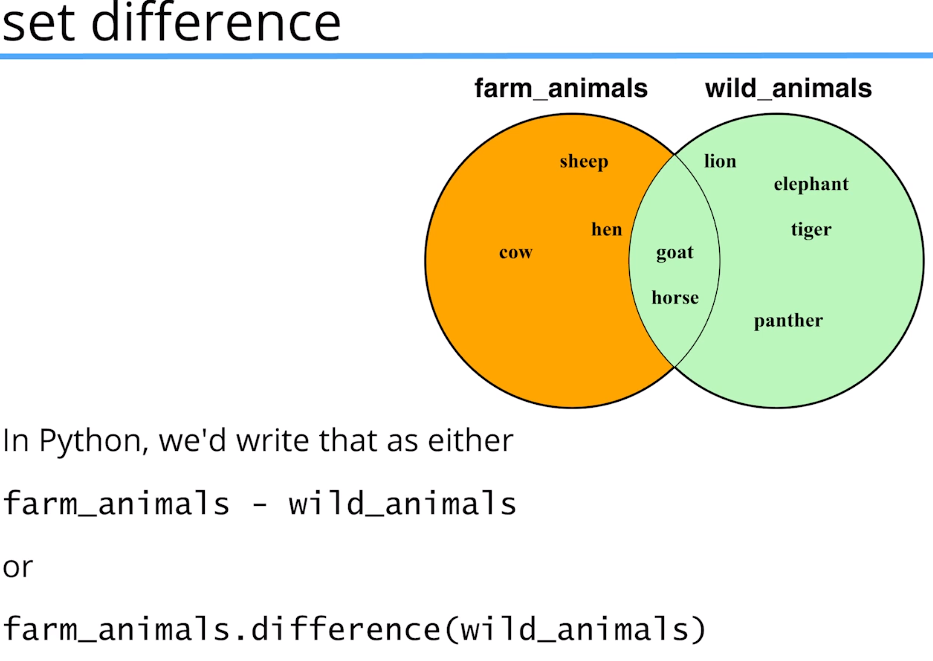 set difference
farm_animals wild_animals
sheep lion
elephant
hen tiger
cow goat
horse
panther
In Python, we'd write that as either
farm_animals - wild_animals
or
farm_animals.difference(wild_animals)